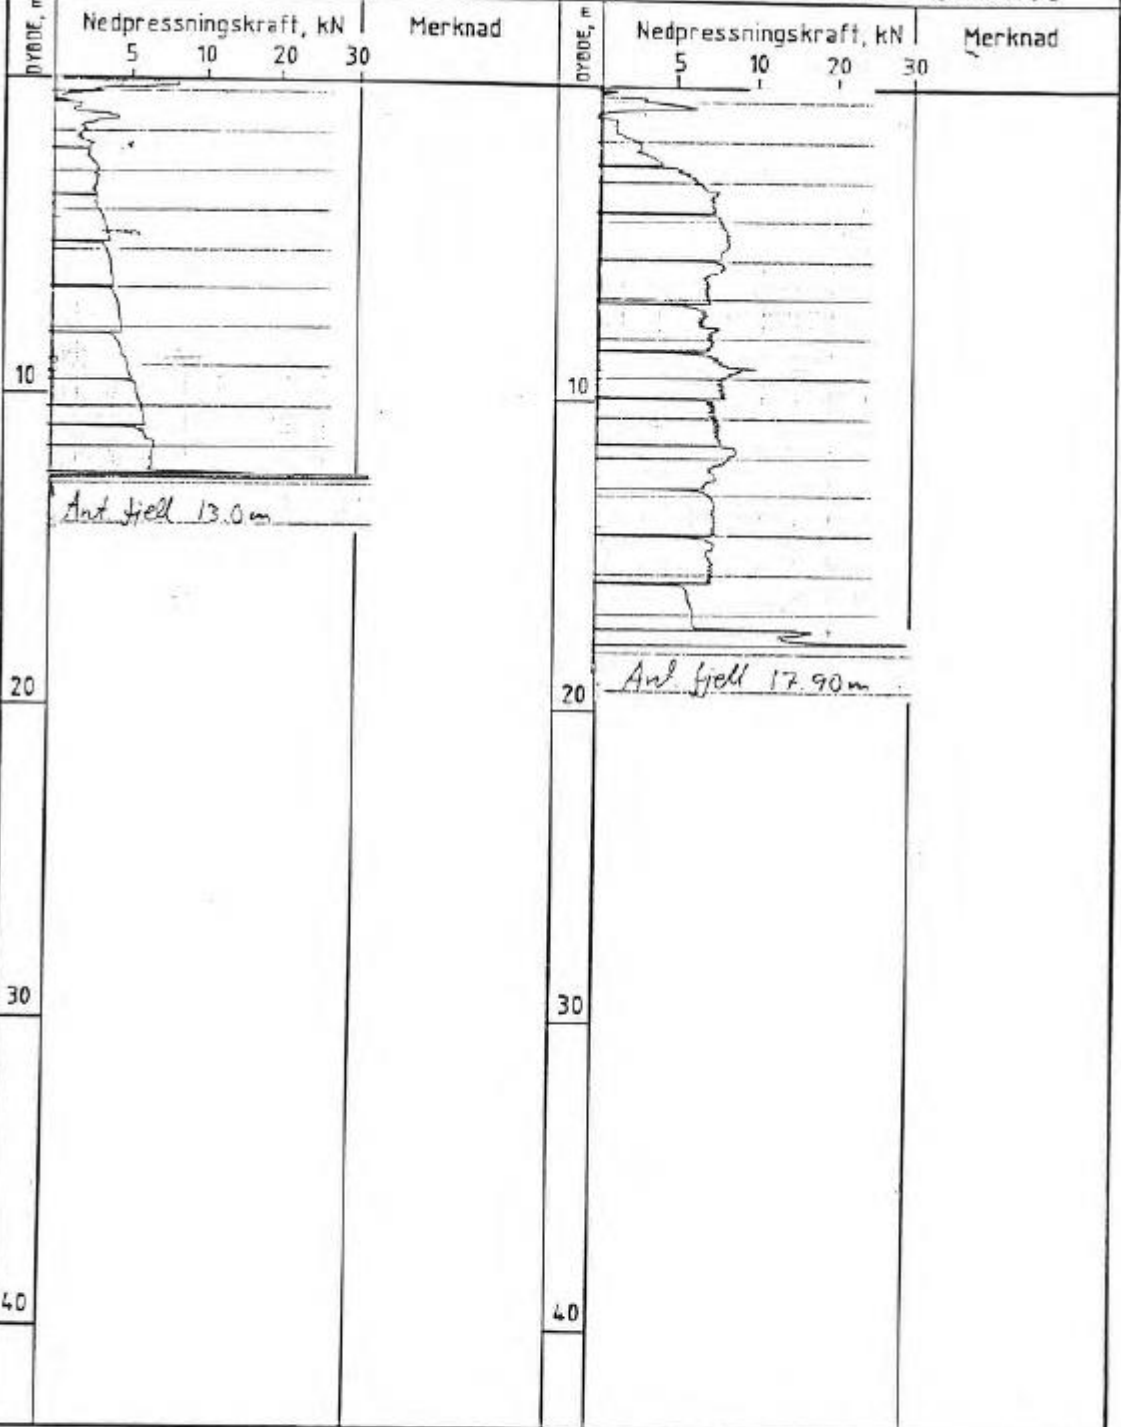 DYBDE, m
Nedpressningskraft, kN
Merknad
5 10 20 30
10
Ant. fjell 13.0 m
20
30
40
DYBDE, m
Nedpressningskraft, kN
Merknad
5 10 20 30
10
Ant. fjell 17.90 m
20
30
40